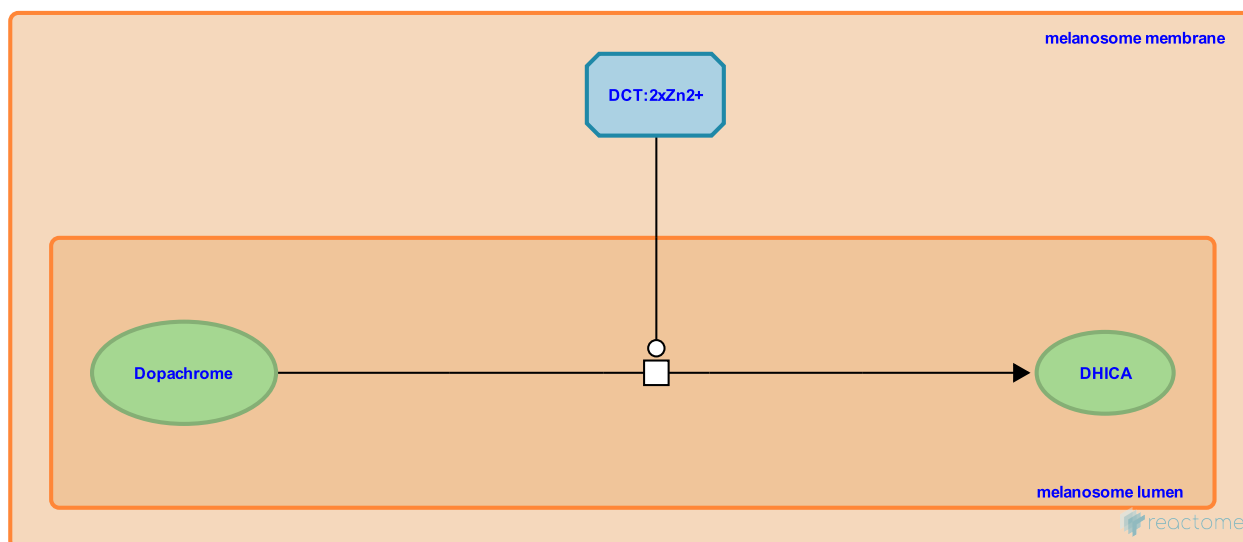 melanosome membrane
DCT:2xZn2+
Dopachrome
DHICA
melanosome lumen
reactome